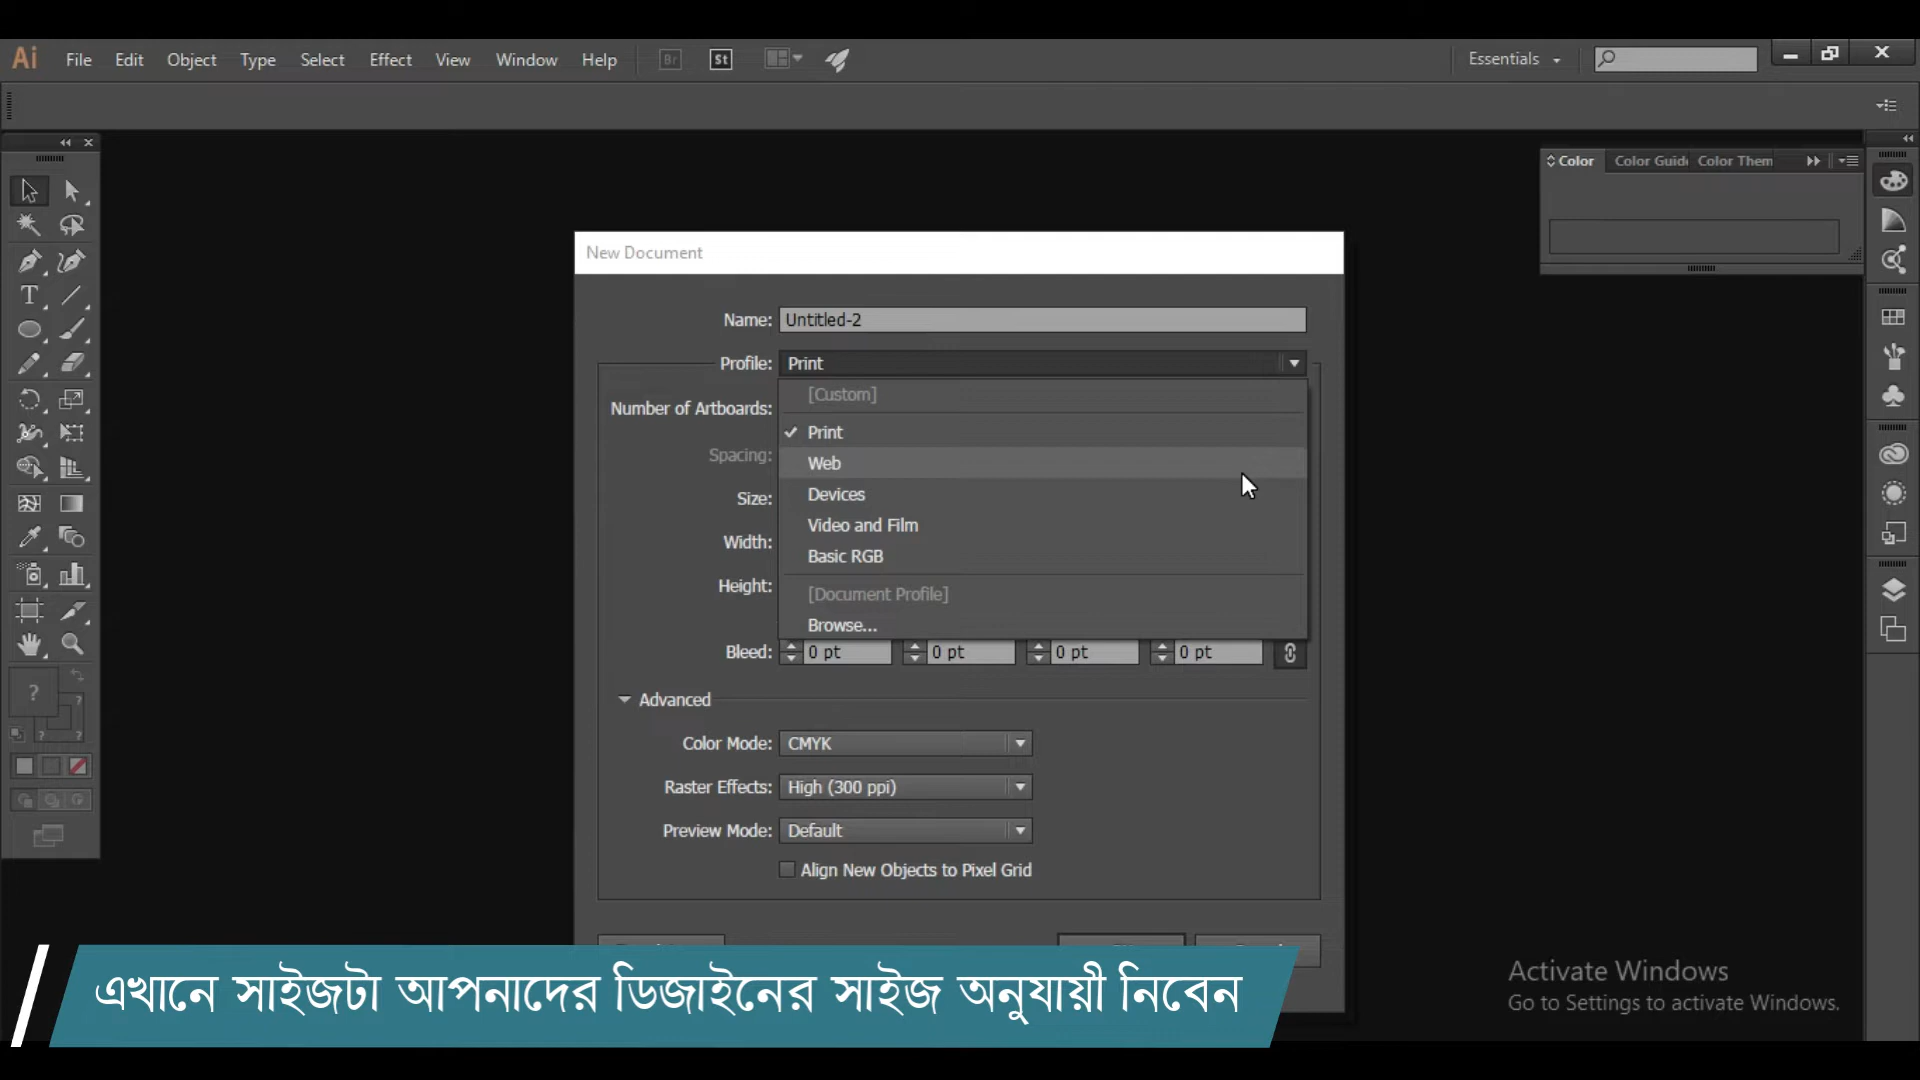 Ai File Edit Object Type Select Effect View Window Help Br St Essentials
Color Color Guid Color Them
New Document
Name: Untitled-2
Profile: Print
[Custom]
Number of Artboards:
Print
Spacing:
Web
Size:
Devices
Video and Film
Width:
Basic RGB
Height:
[Document Profile]
Browse...
Bleed: 0 pt 0 pt 0 pt 0 pt
Advanced
Color Mode: CMYK
Raster Effects: High (300 ppi)
Preview Mode: Default
Align New Objects to Pixel Grid
এখানে সাইজটা আপনাদের ডিজাইনের সাইজ অনুযায়ী নিবেন
Activate Windows
Go to Settings to activate Windows.